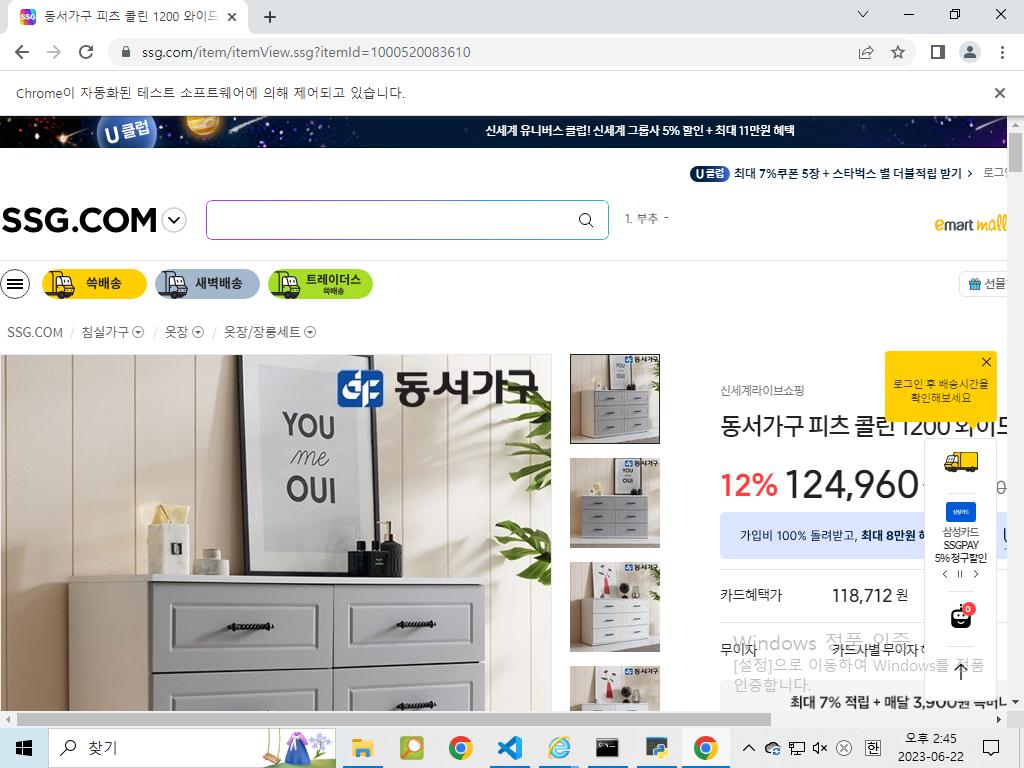 동서가구 피츠 콜린 1200 와이드
ssg.com/item/itemView.ssg?itemId=1000520083610
Chrome이 자동화된 테스트 소프트웨어에 의해 제어되고 있습니다.
U클럽
신세계 유니버스 클럽! 신세계 그룹사 5% 할인 + 최대 11만원 혜택
U클럽 최대 7%쿠폰 5장 + 스타벅스 별 더블적립 받기 >
로그인
SSG.COM
1. 부추 -
emart mall
쓱배송
새벽배송
트레이더스
쓱배송
선물
SSG.COM / 침실가구 / 옷장 / 옷장/장롱세트
동서가구
YOU
me
OUI
신세계라이브쇼핑
로그인 후 배송시간을
확인해보세요
동서가구 피츠 콜린 1200 와이드
12% 124,960
가입비 100% 돌려받고, 최대 8만원
삼성카드
삼성카드
SSGPAY
5% 청구할인
카드혜택가 118,712 원
0
무이자 카드사별 무이자
Windows 정품 인증
[설정]으로 이동하여 Windows를 정품
인증합니다.
최대 7% 적립 + 매달 3,900원
찾기
오후 2:45
2023-06-22
한